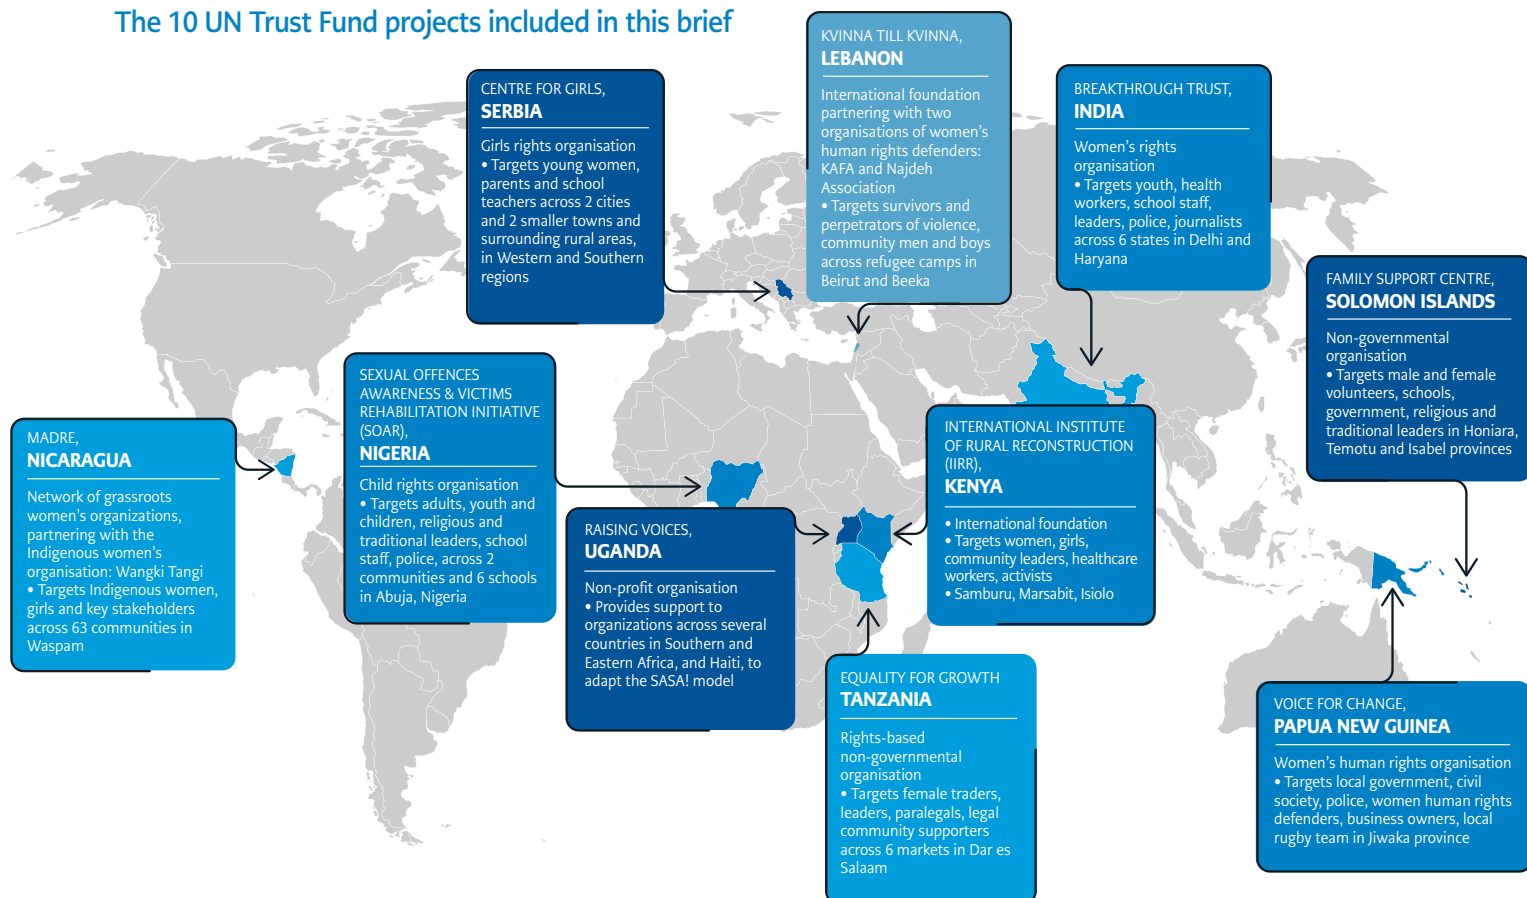 The 10 UN Trust Fund projects included in this brief
KVINNA TILL KVINNA,
LEBANON
International foundation
partnering with two
organisations of women's
human rights defenders:
KAFA and Najdeh
Association
• Targets survivors and
perpetrators of violence,
community men and boys
across refugee camps in
Beirut and Beeka
CENTRE FOR GIRLS,
SERBIA
Girls rights organisation
• Targets young women,
parents and school
teachers across 2 cities
and 2 smaller towns and
surrounding rural areas,
in Western and Southern
regions
BREAKTHROUGH TRUST,
INDIA
Women's rights
organisation
• Targets youth, health
workers, school staff,
leaders, police, journalists
across 6 states in Delhi and
Haryana
FAMILY SUPPORT CENTRE,
SOLOMON ISLANDS
Non-governmental
organisation
• Targets male and female
volunteers, schools,
government, religious and
traditional leaders in Honiara,
Temotu and Isabel provinces
SEXUAL OFFENCES
AWARENESS & VICTIMS
REHABILITATION INITIATIVE
(SOAR),
NIGERIA
Child rights organisation
• Targets adults, youth and
children, religious and
traditional leaders, school
staff, police, across 2
communities and 6 schools
in Abuja, Nigeria
MADRE,
NICARAGUA
Network of grassroots
women's organizations,
partnering with the
Indigenous women's
organisation: Wangki Tangi
• Targets Indigenous women,
girls and key stakeholders
across 63 communities in
Waspam
INTERNATIONAL INSTITUTE
OF RURAL RECONSTRUCTION
(IIRR),
KENYA
• International foundation
• Targets women, girls,
community leaders, healthcare
workers, activists
• Samburu, Marsabit, Isiolo
RAISING VOICES,
UGANDA
Non-profit organisation
• Provides support to
organizations across several
countries in Southern and
Eastern Africa, and Haiti, to
adapt the SASA! model
EQUALITY FOR GROWTH
TANZANIA
Rights-based
non-governmental
organisation
• Targets female traders,
leaders, paralegals, legal
community supporters
across 6 markets in Dar es
Salaam
VOICE FOR CHANGE,
PAPUA NEW GUINEA
Women's human rights organisation
• Targets local government, civil
society, police, women human rights
defenders, business owners, local
rugby team in Jiwaka province